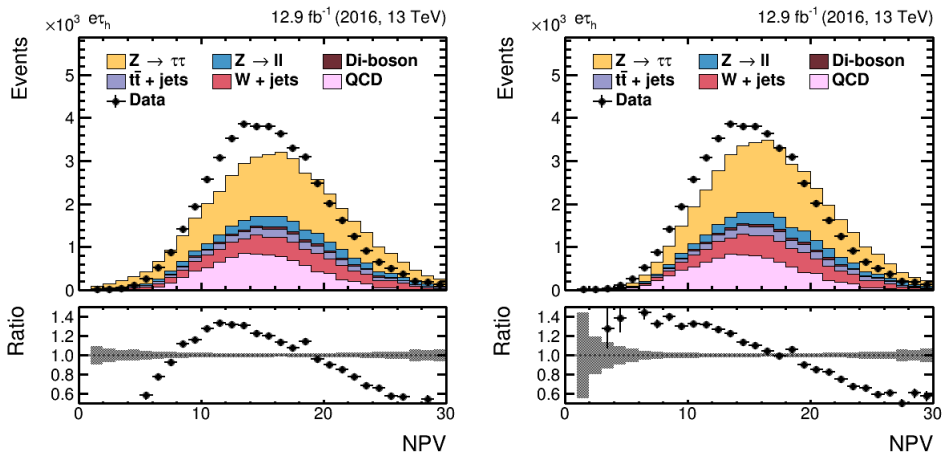 ×10³ eτₕ 12.9 fb⁻¹ (2016, 13 TeV)
Events
5
4
3
2
1
0
Z → ττ Z → ll Di-boson
tt̄ + jets W + jets QCD
Data
Ratio
1.4
1.2
1.0
0.8
0.6
0 10 20 30
NPV
×10³ eτₕ 12.9 fb⁻¹ (2016, 13 TeV)
Events
5
4
3
2
1
0
Z → ττ Z → ll Di-boson
tt̄ + jets W + jets QCD
Data
Ratio
1.4
1.2
1.0
0.8
0.6
0 10 20 30
NPV